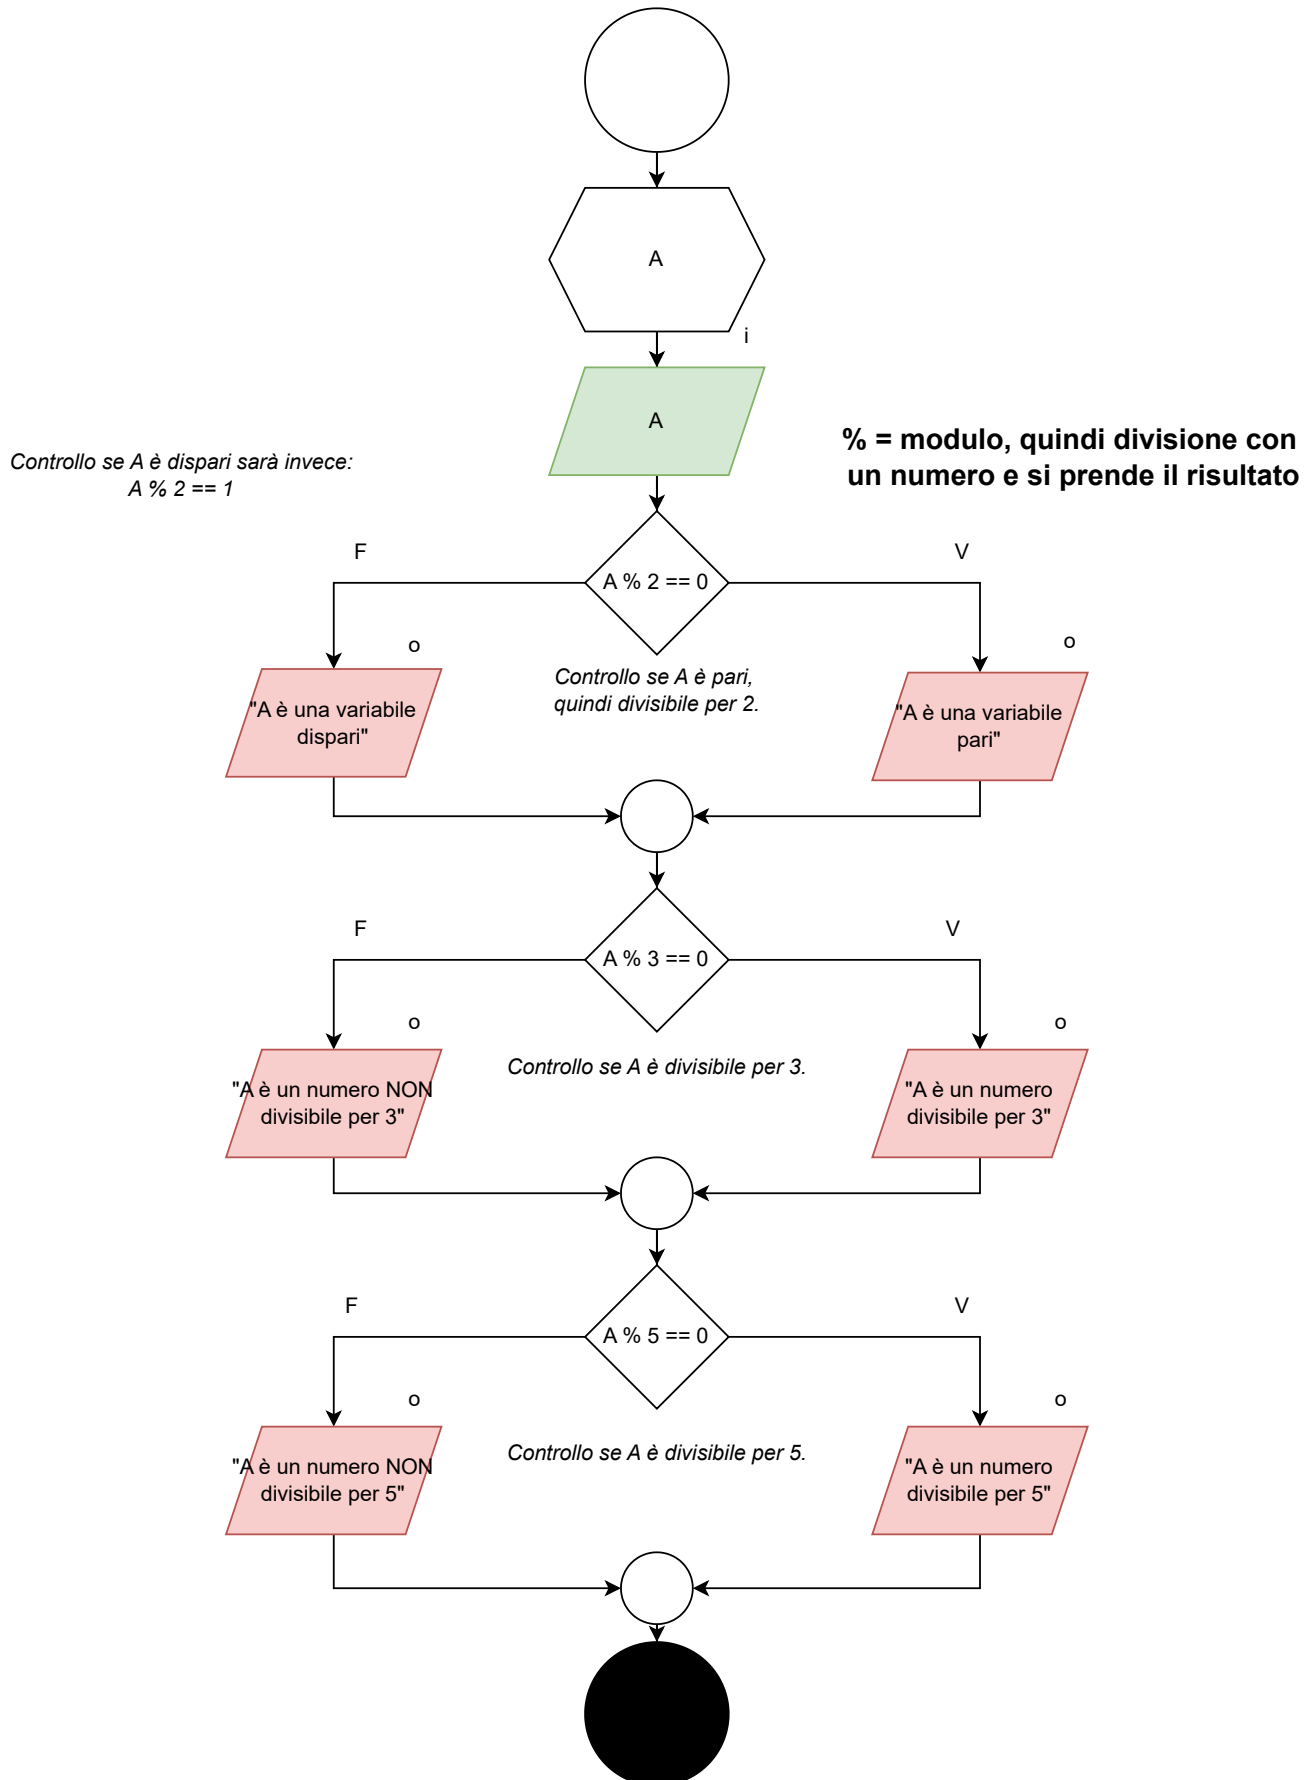 A
i
A
% = modulo, quindi divisione con
un numero e si prende il risultato
Controllo se A è dispari sarà invece:
A % 2 == 1
F
V
A % 2 == 0
o
o
Controllo se A è pari,
quindi divisibile per 2.
"A è una variabile
dispari"
"A è una variabile
pari"
F
V
A % 3 == 0
o
o
Controllo se A è divisibile per 3.
"A è un numero NON
divisibile per 3"
"A è un numero
divisibile per 3"
F
V
A % 5 == 0
o
o
Controllo se A è divisibile per 5.
"A è un numero NON
divisibile per 5"
"A è un numero
divisibile per 5"